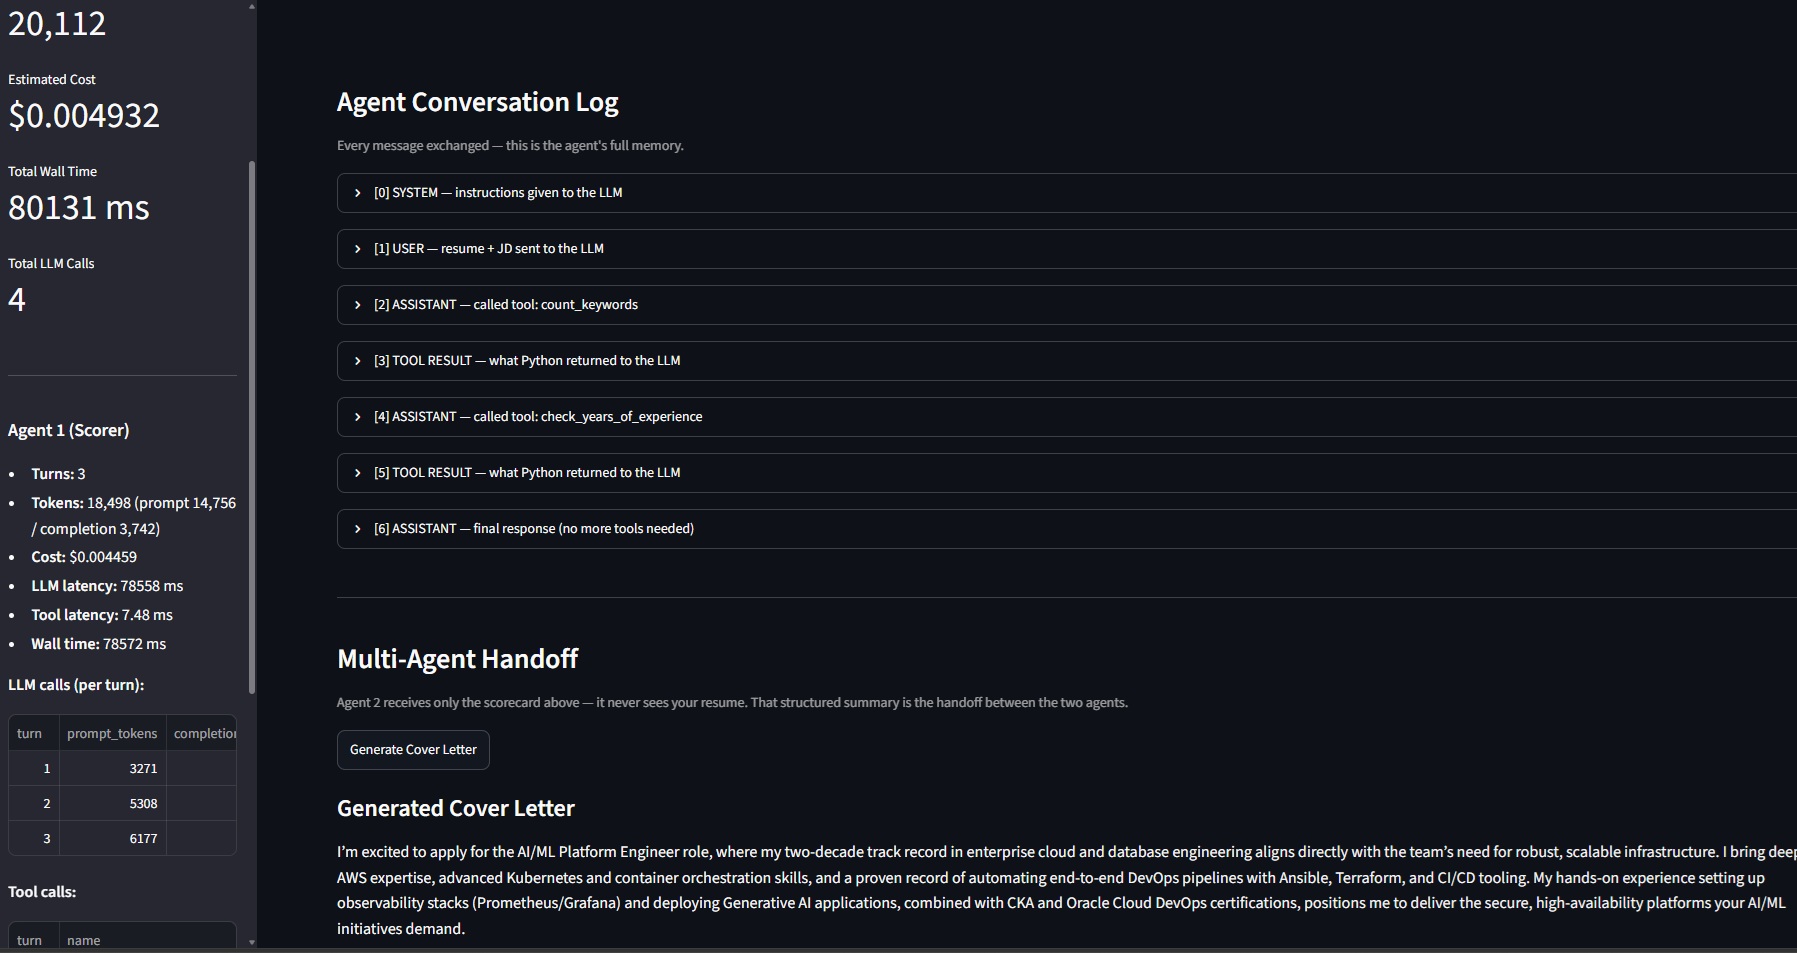 20,112
Estimated Cost
$0.004932
Total Wall Time
80131 ms
Total LLM Calls
4
Agent 1 (Scorer)
Turns: 3
Tokens: 18,498 (prompt 14,756
/ completion 3,742)
Cost: $0.004459
LLM latency: 78558 ms
Tool latency: 7.48 ms
Wall time: 78572 ms
LLM calls (per turn):
turn prompt_tokens completion
1 3271
2 5308
3 6177
Tool calls:
turn name
Agent Conversation Log
Every message exchanged — this is the agent's full memory.
[0] SYSTEM — instructions given to the LLM
[1] USER — resume + JD sent to the LLM
[2] ASSISTANT — called tool: count_keywords
[3] TOOL RESULT — what Python returned to the LLM
[4] ASSISTANT — called tool: check_years_of_experience
[5] TOOL RESULT — what Python returned to the LLM
[6] ASSISTANT — final response (no more tools needed)
Multi-Agent Handoff
Agent 2 receives only the scorecard above — it never sees your resume. That structured summary is the handoff between the two agents.
Generate Cover Letter
Generated Cover Letter
I’m excited to apply for the AI/ML Platform Engineer role, where my two-decade track record in enterprise cloud and database engineering aligns directly with the team’s need for robust, scalable infrastructure. I bring deep
AWS expertise, advanced Kubernetes and container orchestration skills, and a proven record of automating end-to-end DevOps pipelines with Ansible, Terraform, and CI/CD tooling. My hands-on experience setting up
observability stacks (Prometheus/Grafana) and deploying Generative AI applications, combined with CKA and Oracle Cloud DevOps certifications, positions me to deliver the secure, high-availability platforms your AI/ML
initiatives demand.